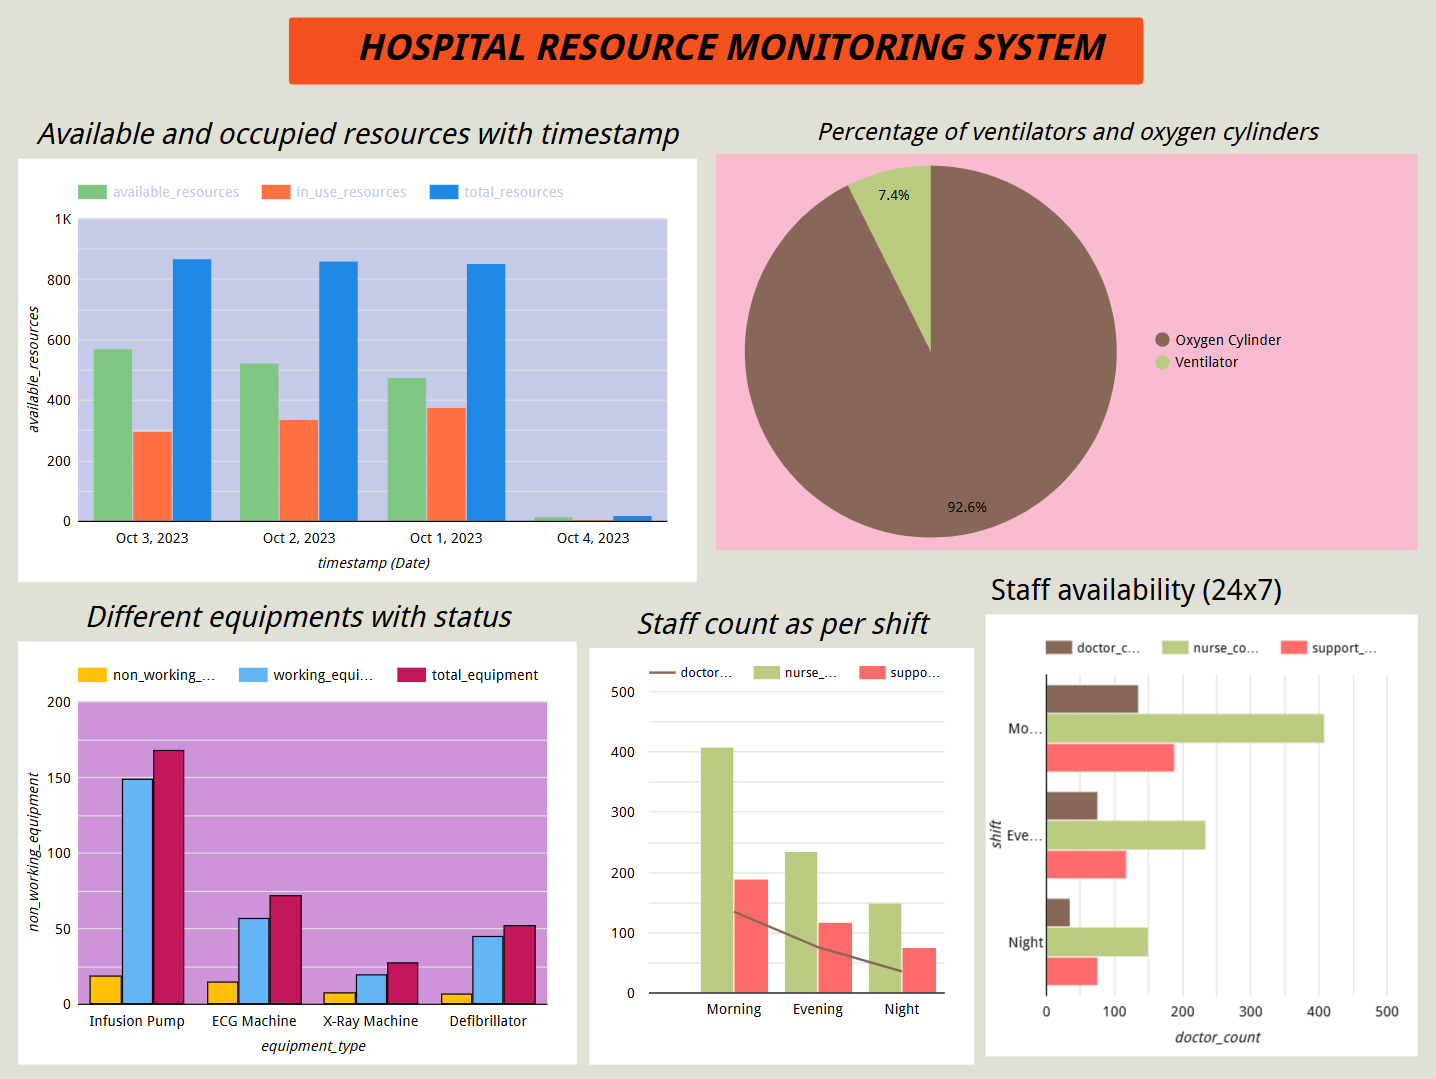 HOSPITAL RESOURCE MONITORING SYSTEM
Available and occupied resources with timestamp
available_resources in_use_resources total_resources
1K
800
600
400
200
0
available_resources
Oct 3, 2023 Oct 2, 2023 Oct 1, 2023 Oct 4, 2023
timestamp (Date)
Percentage of ventilators and oxygen cylinders
7.4%
92.6%
Oxygen Cylinder
Ventilator
Different equipments with status
non_working_... working_equi... total_equipment
200
150
100
50
0
non_working_equipment
Infusion Pump ECG Machine X-Ray Machine Defibrillator
equipment_type
Staff count as per shift
doctor... nurse_... suppo...
500
400
300
200
100
0
Morning Evening Night
Staff availability (24x7)
doctor_c... nurse_co... support_...
shift
Mo...
Eve...
Night
0 100 200 300 400 500
doctor_count